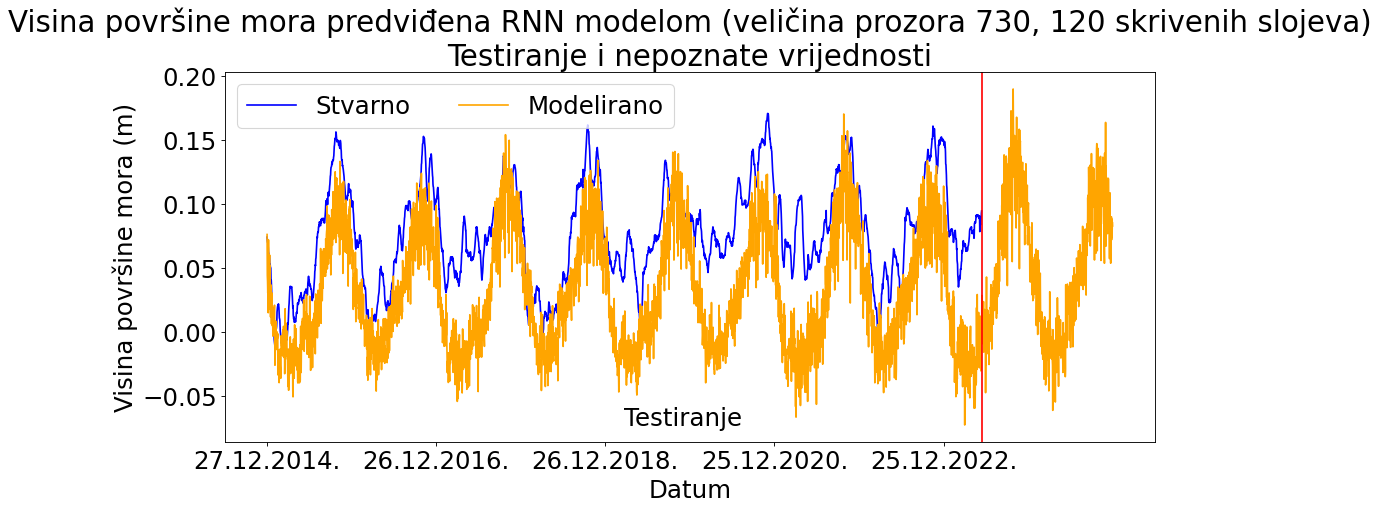 Visina površine mora predviđena RNN modelom (veličina prozora 730, 120 skrivenih slojeva)
Testiranje i nepoznate vrijednosti
Visina površine mora (m)
0.20
0.15
0.10
0.05
0.00
−0.05
Stvarno
Modelirano
Testiranje
27.12.2014.
26.12.2016.
26.12.2018.
25.12.2020.
25.12.2022.
Datum